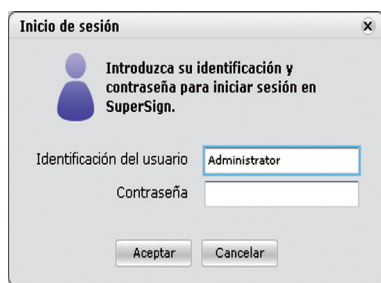 Inicio de sesión
Introduzca su identificación y
contraseña para iniciar sesión en
SuperSign.
Identificación del usuario Administrator
Contraseña
Aceptar Cancelar